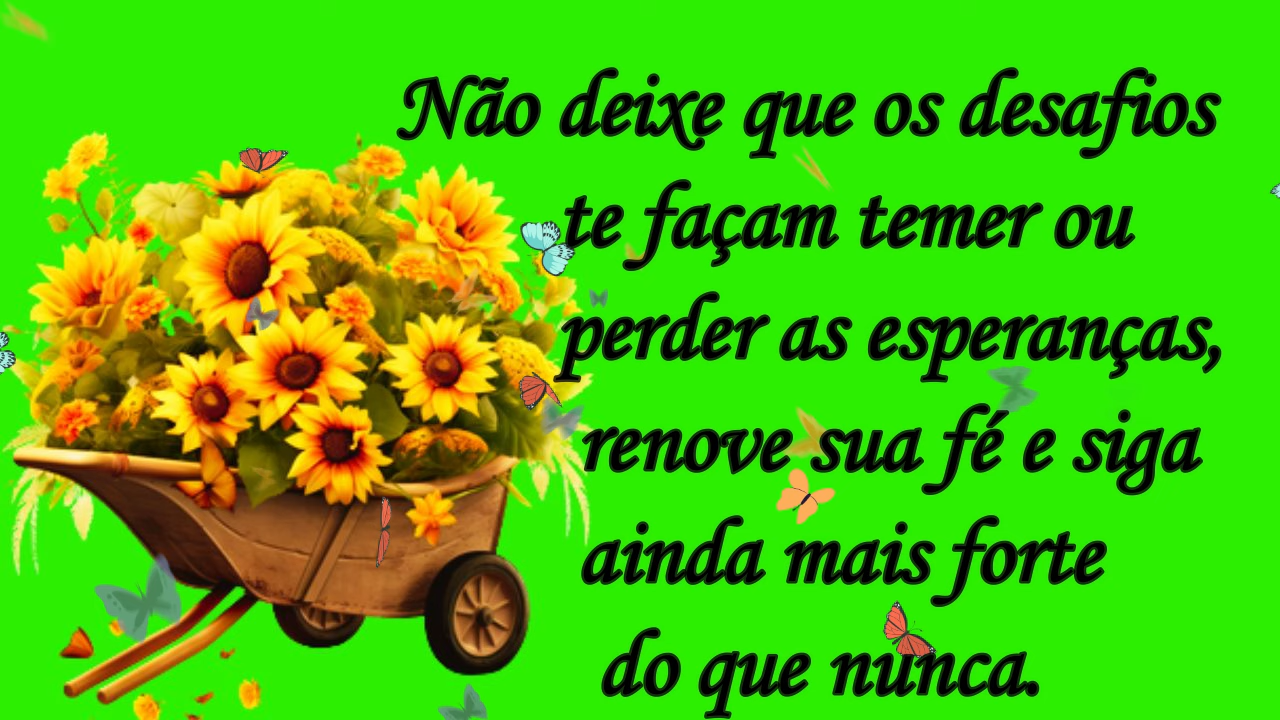 Não deixe que os desafios
te façam temer ou
perder as esperanças,
renove sua fé e siga
ainda mais forte
do que nunca.